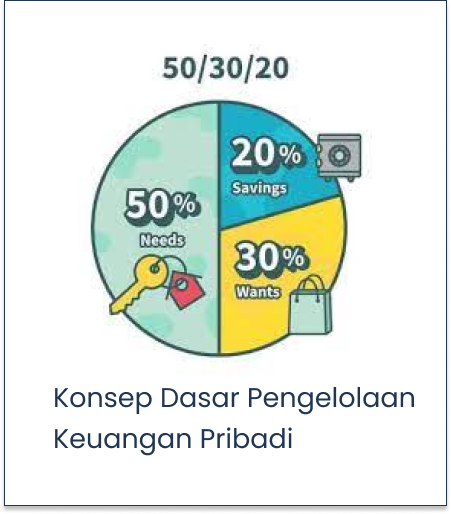 50/30/20
20%
Savings
50%
Needs
30%
Wants
Konsep Dasar Pengelolaan
Keuangan Pribadi